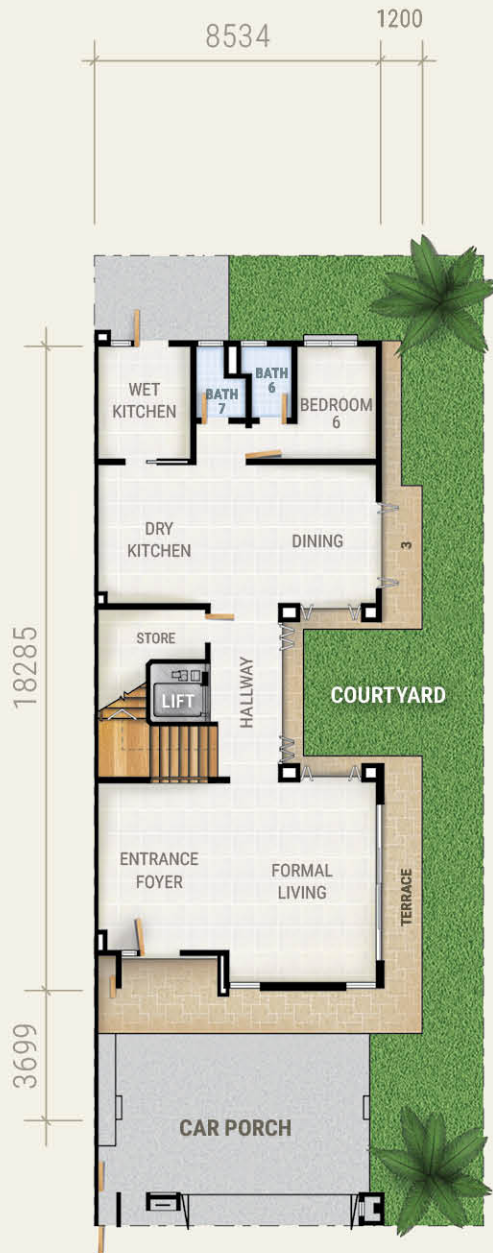 8534
1200
WET
KITCHEN
BATH
7
BATH
6
BEDROOM
6
DRY
KITCHEN
DINING
3
STORE
LIFT
HALLWAY
COURTYARD
18285
ENTRANCE
FOYER
FORMAL
LIVING
TERRACE
3699
CAR PORCH